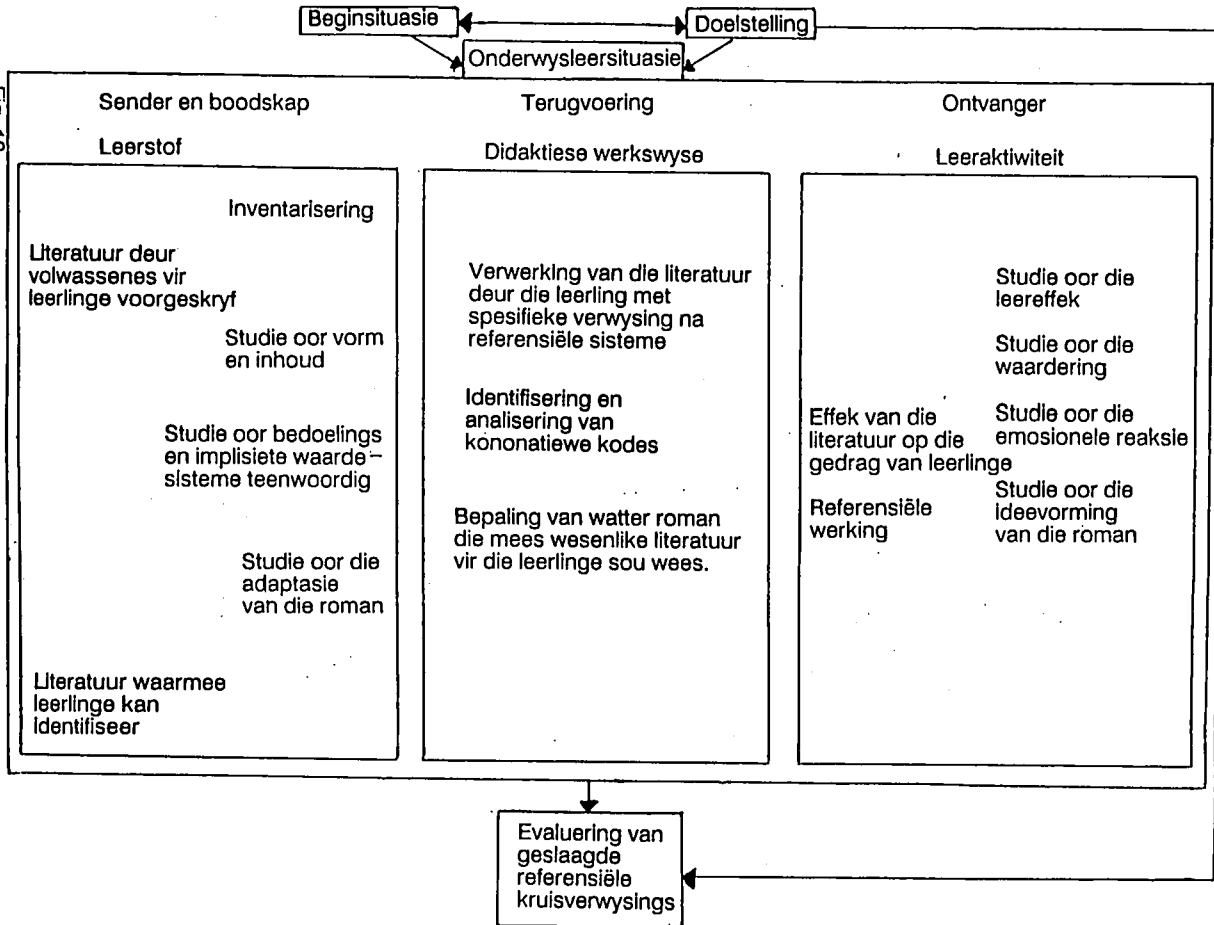 Beginsituasie
Doelstelling
Onderwysleersituasie
Sender en boodskap
Leerstof
Inventarisering
Literatuur deur
volwassenes vir
leerlinge voorgeskryf
Studie oor vorm
en inhoud
Studie oor bedoelings
en implisiete waarde-
sisteme teenwoordig
Studie oor die
adaptasie
van die roman
Literatuur waarmee
leerlinge kan
identifiseer
Terugvoering
Didaktiese werkswyse
Verwerking van die literatuur
deur die leerling met
spesifieke verwysing na
referensiële sisteme
Identifisering en
analisering van
kononatiewe kodes
Bepaling van watter roman
die mees wesenlike literatuur
vir die leerlinge sou wees.
Ontvanger
Leeraktiwiteit
Studie oor die
leereffek
Studie oor die
waardering
Effek van die
literatuur op die
gedrag van leerlinge
Studie oor die
emosionele reaksie
Referensiële
werking
Studie oor die
ideevorming
van die roman
Evaluering van
geslaagde
referensiële
kruisverwysings